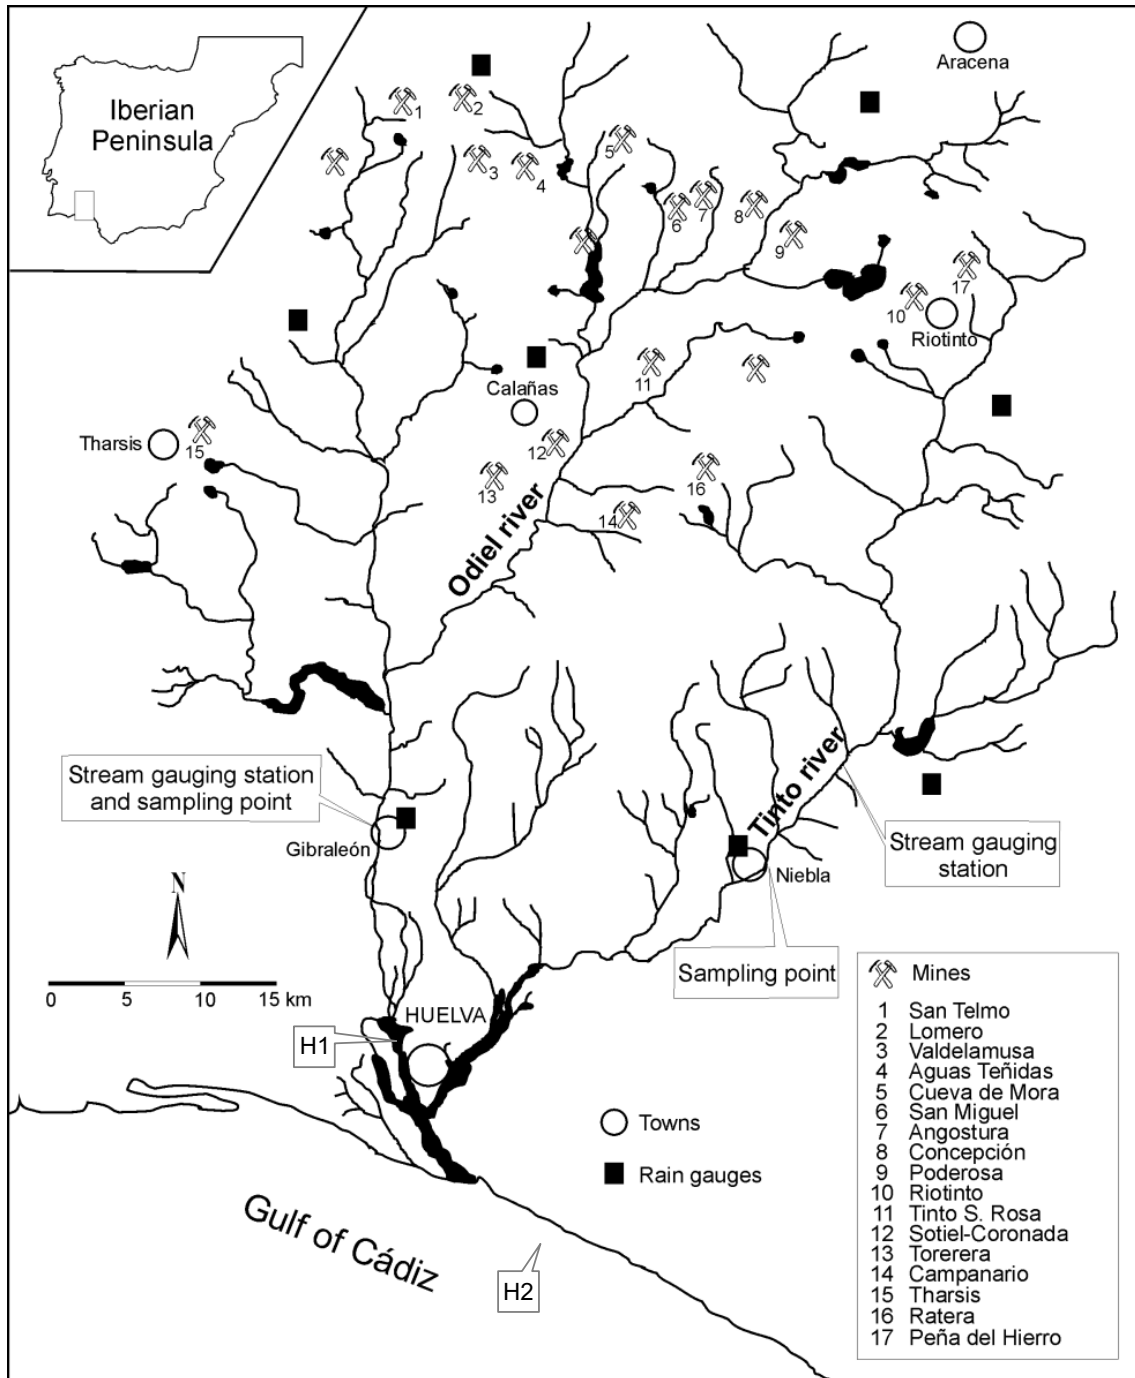 Iberian
Peninsula
Aracena
1
2
3
4
5
6
7
8
9
17
10
Riotinto
11
Calañas
Tharsis
15
12
13
16
14
Odiel river
Stream gauging station
and sampling point
Gibraleón
Tinto river
Niebla
Stream gauging
station
Sampling point
N
0 5 10 15 km
HUELVA
H1
H2
Gulf of Cádiz
Towns
Rain gauges
Mines
1 San Telmo
2 Lomero
3 Valdelamusa
4 Aguas Teñidas
5 Cueva de Mora
6 San Miguel
7 Angostura
8 Concepción
9 Poderosa
10 Riotinto
11 Tinto S. Rosa
12 Sotiel-Coronada
13 Torerera
14 Campanario
15 Tharsis
16 Ratera
17 Peña del Hierro